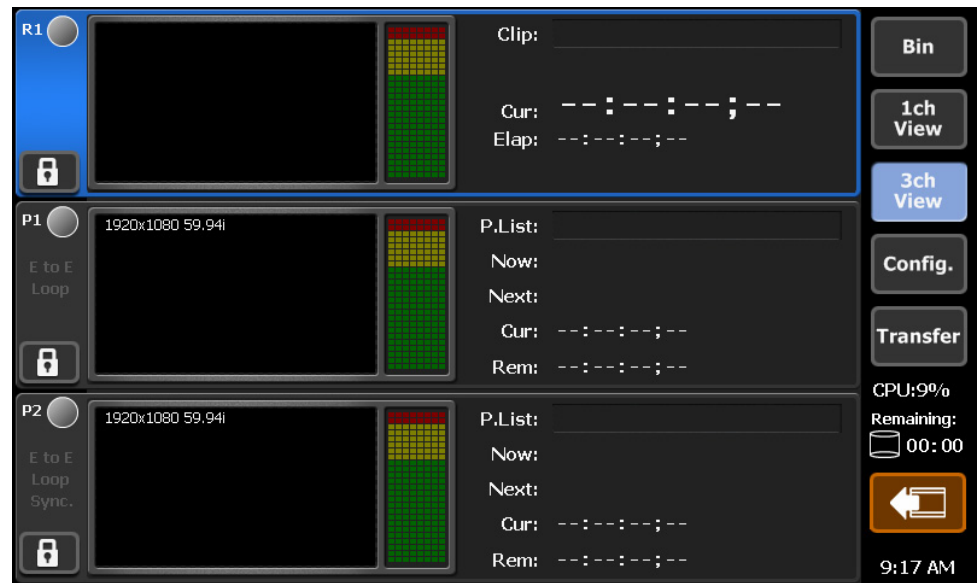 R1
Clip:
Cur: --:--:--;--
Elap: --:--:--;--
P1
E to E
Loop
1920x1080 59.94i
P.List:
Now:
Next:
Cur: --:--:--;--
Rem: --:--:--;--
P2
E to E
Loop
Sync.
1920x1080 59.94i
P.List:
Now:
Next:
Cur: --:--:--;--
Rem: --:--:--;--
Bin
1ch
View
3ch
View
Config.
Transfer
CPU:9%
Remaining:
00:00
9:17 AM